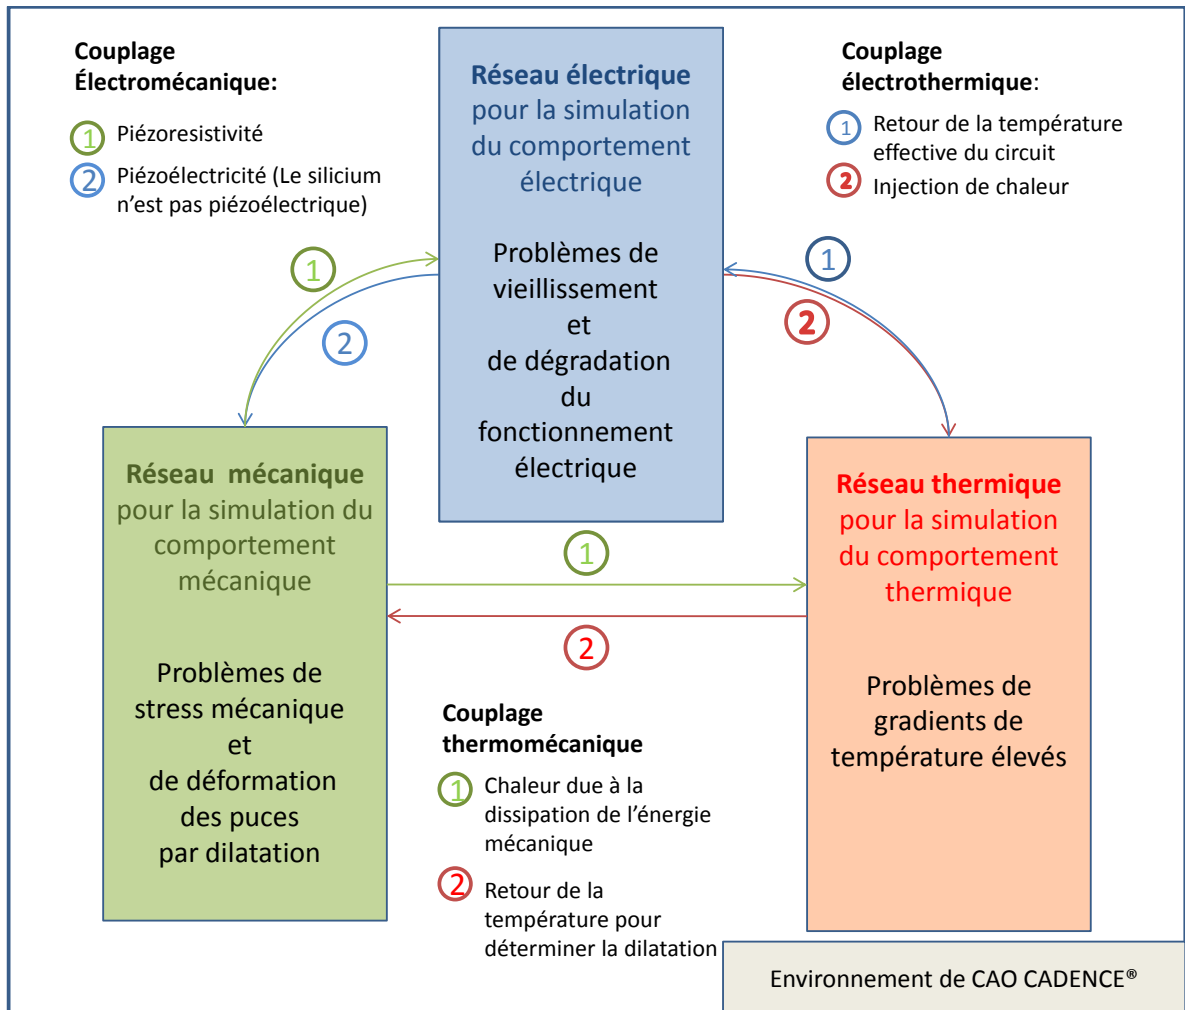 Couplage
Électromécanique:
1 Piézoresistivité
2 Piézoélectricité (Le silicium
n’est pas piézoélectrique)
Réseau électrique
pour la simulation
du comportement
électrique
Problèmes de
vieillissement
et
de dégradation
du
fonctionnement
électrique
Couplage
électrothermique:
1 Retour de la température
effective du circuit
2 Injection de chaleur
1
2
1
2
Réseau mécanique
pour la simulation du
comportement
mécanique
Problèmes de
stress mécanique
et
de déformation
des puces
par dilatation
1
2
Réseau thermique
pour la simulation
du comportement
thermique
Problèmes de
gradients de
température élevés
Couplage
thermomécanique
1 Chaleur due à la
dissipation de l’énergie
mécanique
2 Retour de la
température pour
déterminer la dilatation
Environnement de CAO CADENCE®